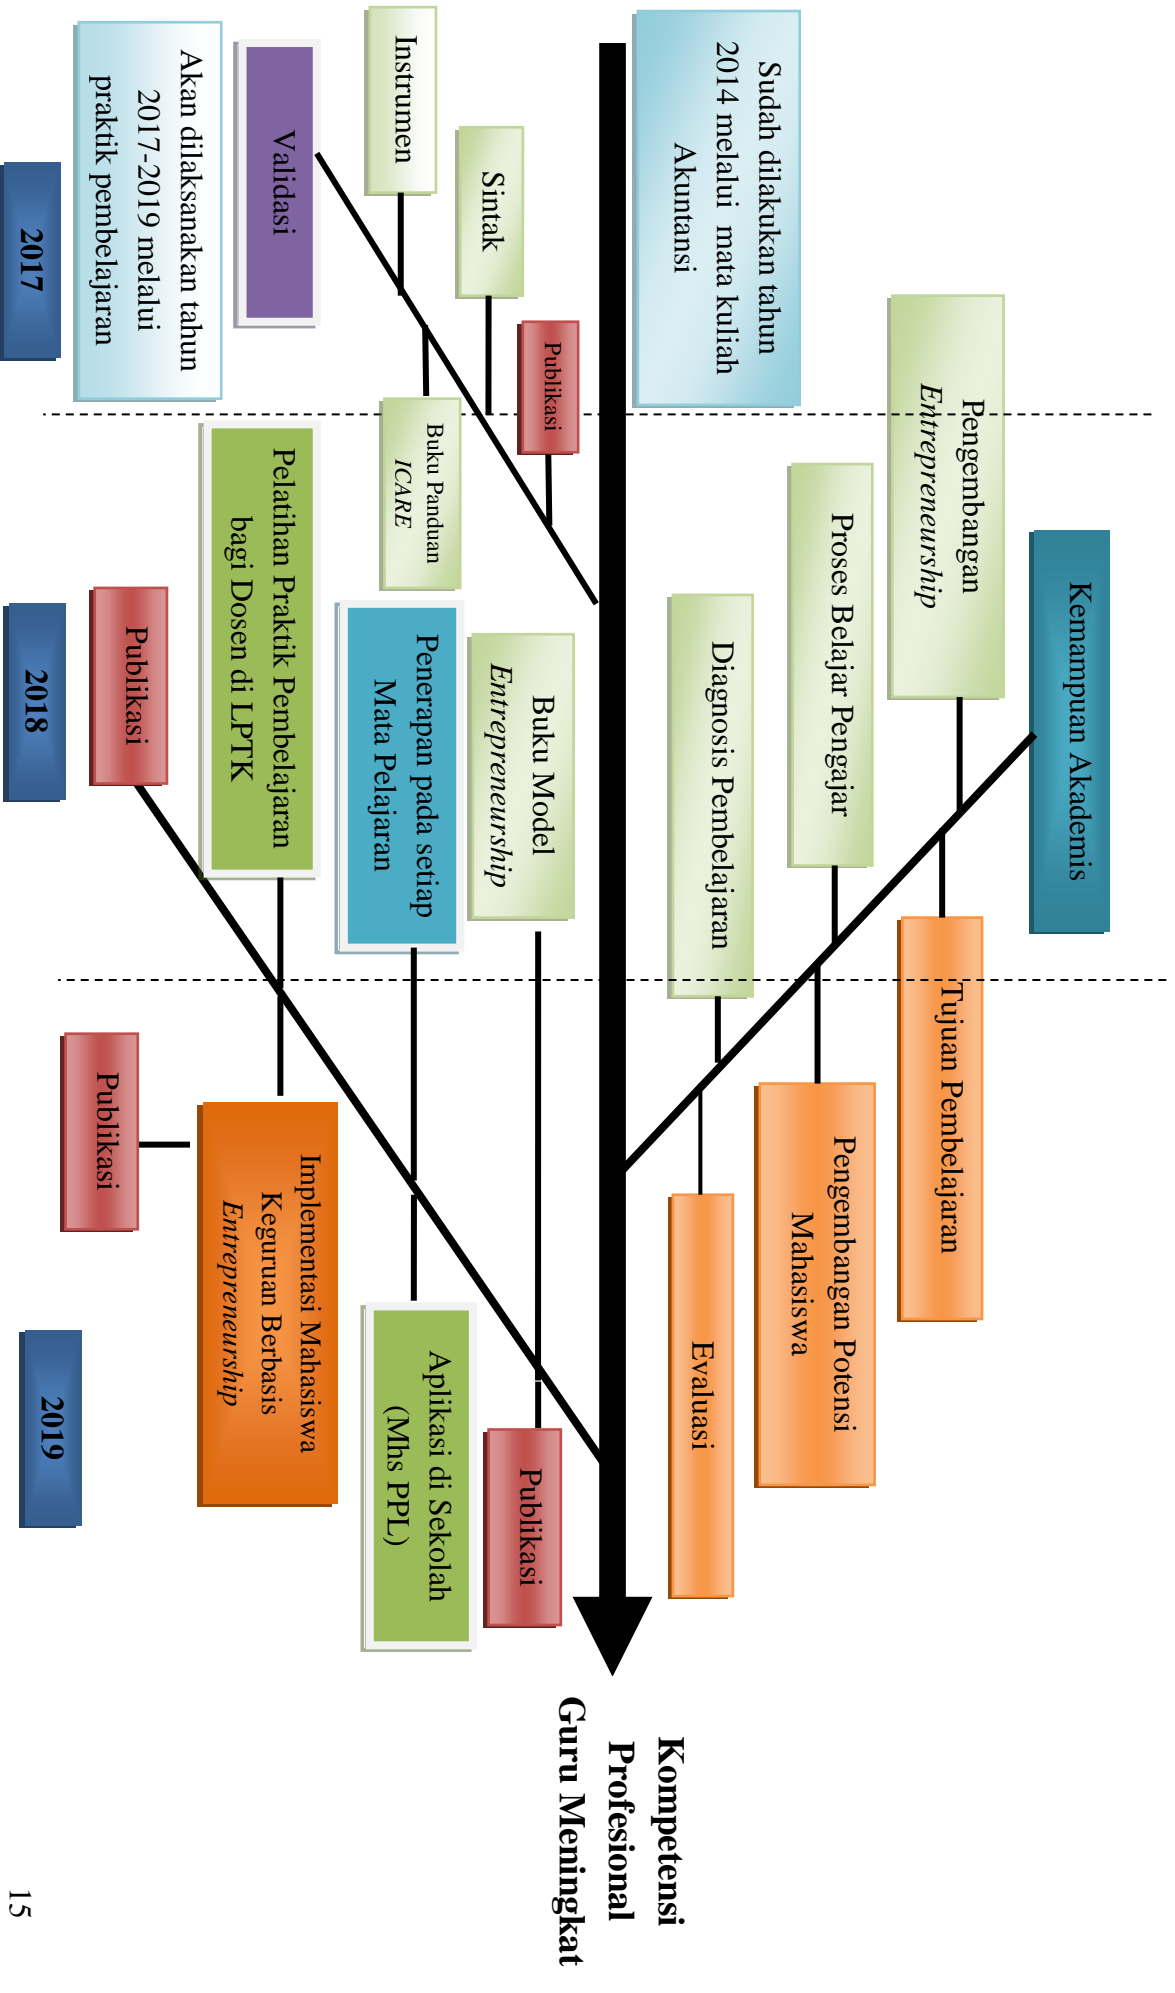 Kemampuan Akademis
Pengembangan
Entrepreneurship
Tujuan Pembelajaran
Proses Belajar Pengajar
Pengembangan Potensi
Mahasiswa
Diagnosis Pembelajaran
Evaluasi
Sudah dilakukan tahun
2014 melalui mata kuliah
Akuntansi
Kompetensi
Profesional
Guru Meningkat
Publikasi
Sintak
Buku Model
Entrepreneurship
Publikasi
Instrumen
Buku Panduan
ICARE
Penerapan pada setiap
Mata Pelajaran
Aplikasi di Sekolah
(Mhs PPL)
Validasi
Pelatihan Praktik Pembelajaran
bagi Dosen di LPTK
Implementasi Mahasiswa
Keguruan Berbasis
Entrepreneurship
Akan dilaksanakan tahun
2017-2019 melalui
praktik pembelajaran
Publikasi
Publikasi
2017
2018
2019
15